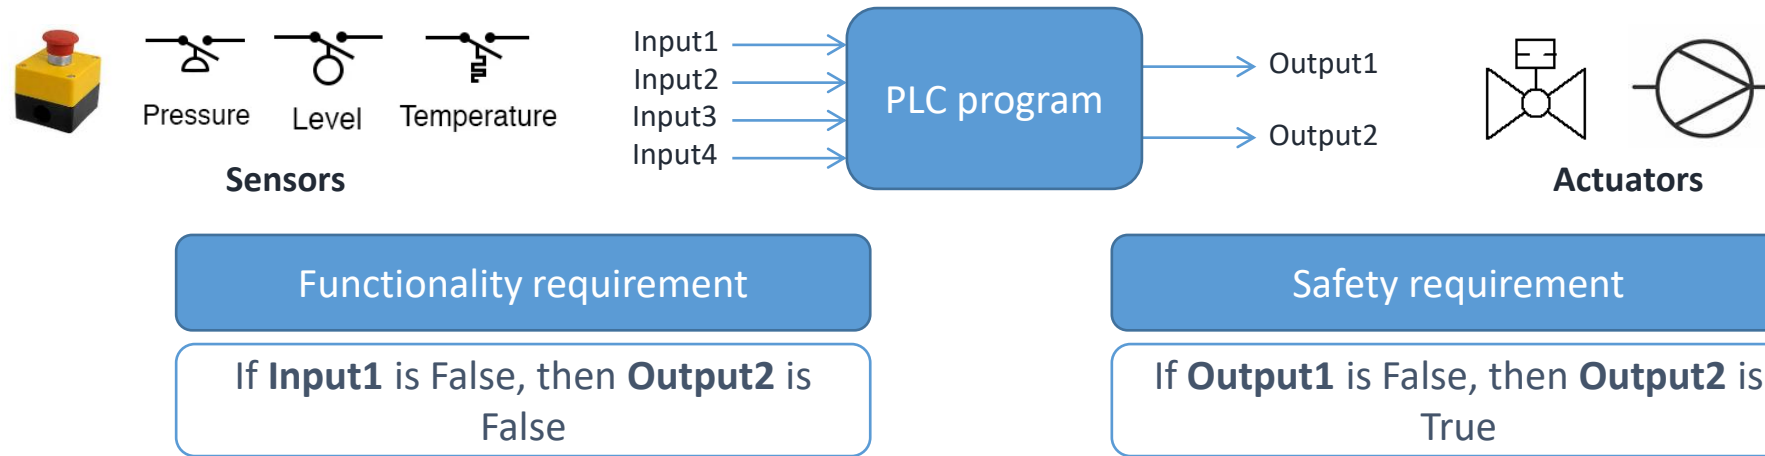 Pressure
Level
Temperature
Sensors
Input1
Input2
Input3
Input4
PLC program
Output1
Output2
Actuators
Functionality requirement
If Input1 is False, then Output2 is
False
Safety requirement
If Output1 is False, then Output2 is
True